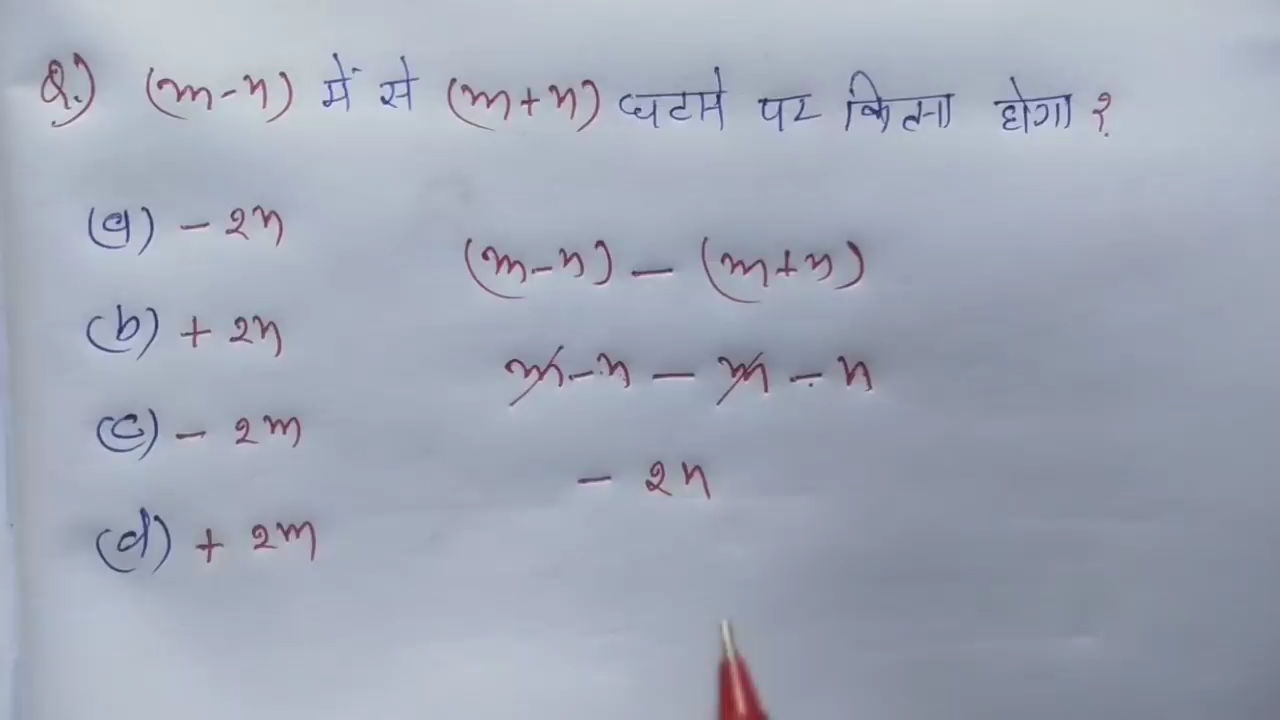 Q.) (m-n) में से (m+n) घटाने पर कितना होगा ?
(a) - 2n
(b) + 2n
(c) - 2m
(d) + 2m
(m-n) - (m+n)
m-n - m - n
- 2n